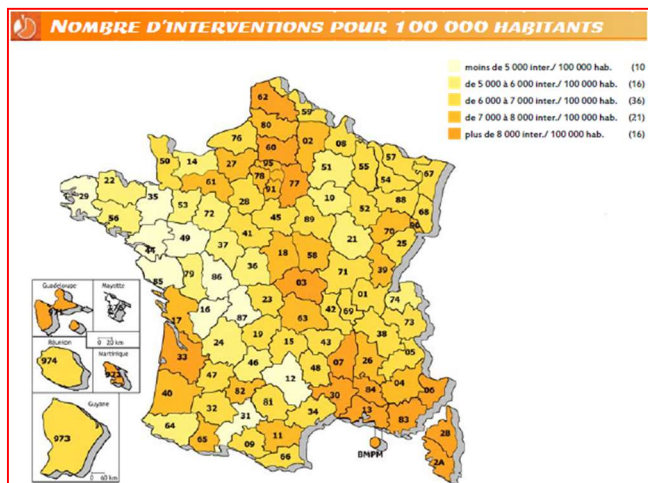 NOMBRE D'INTERVENTIONS POUR 100 000 HABITANTS
moins de 5 000 inter./ 100 000 hab. (10
de 5 000 à 6 000 inter./ 100 000 hab. (16)
de 6 000 à 7 000 inter./ 100 000 hab. (36)
de 7 000 à 8 000 inter./ 100 000 hab. (21)
plus de 8 000 inter./ 100 000 hab. (16)
62
59
80
76 02 08
60
50 14 27 95 51 55 57
78 77 54 67
61 91
22 29 35 53 28 10 88
56 72 45 52 68
41 89 70 90
44 49 37 21 25
18 58
85 79 36 71 39
86 03
Guadeloupe Mayotte
971
0 20 km
17 16 87 23 63 42 69 01 74
73
Réunion Martinique
974 972
33 24 19 15 43 38
46 07 26 05
47 12 48
40 82 30 84 04 06
Guyane
973
0 60 km
32 81 34 13 83
64 31
65 09 11
66
BMPM
2B
2A